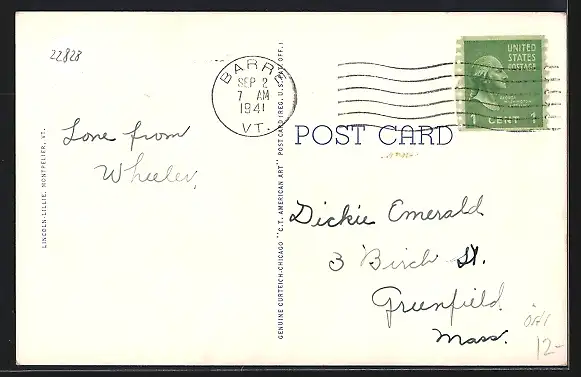 22828
BARRE
SEP 2
7 AM
1941
VT.
UNITED
STATES
POSTAGE
GEORGE
WASHINGTON
1 CENT 1
POST CARD
Love from
Wheeler,
LINCOLN-LILLIE, MONTPELIER, VT.
GENUINE CURTEICH-CHICAGO "C.T. AMERICAN ART" POST CARD (REG. U.S. PAT. OFF.)
Dickie Emerald
3 Birch St.
Greenfield
Mass.
12-